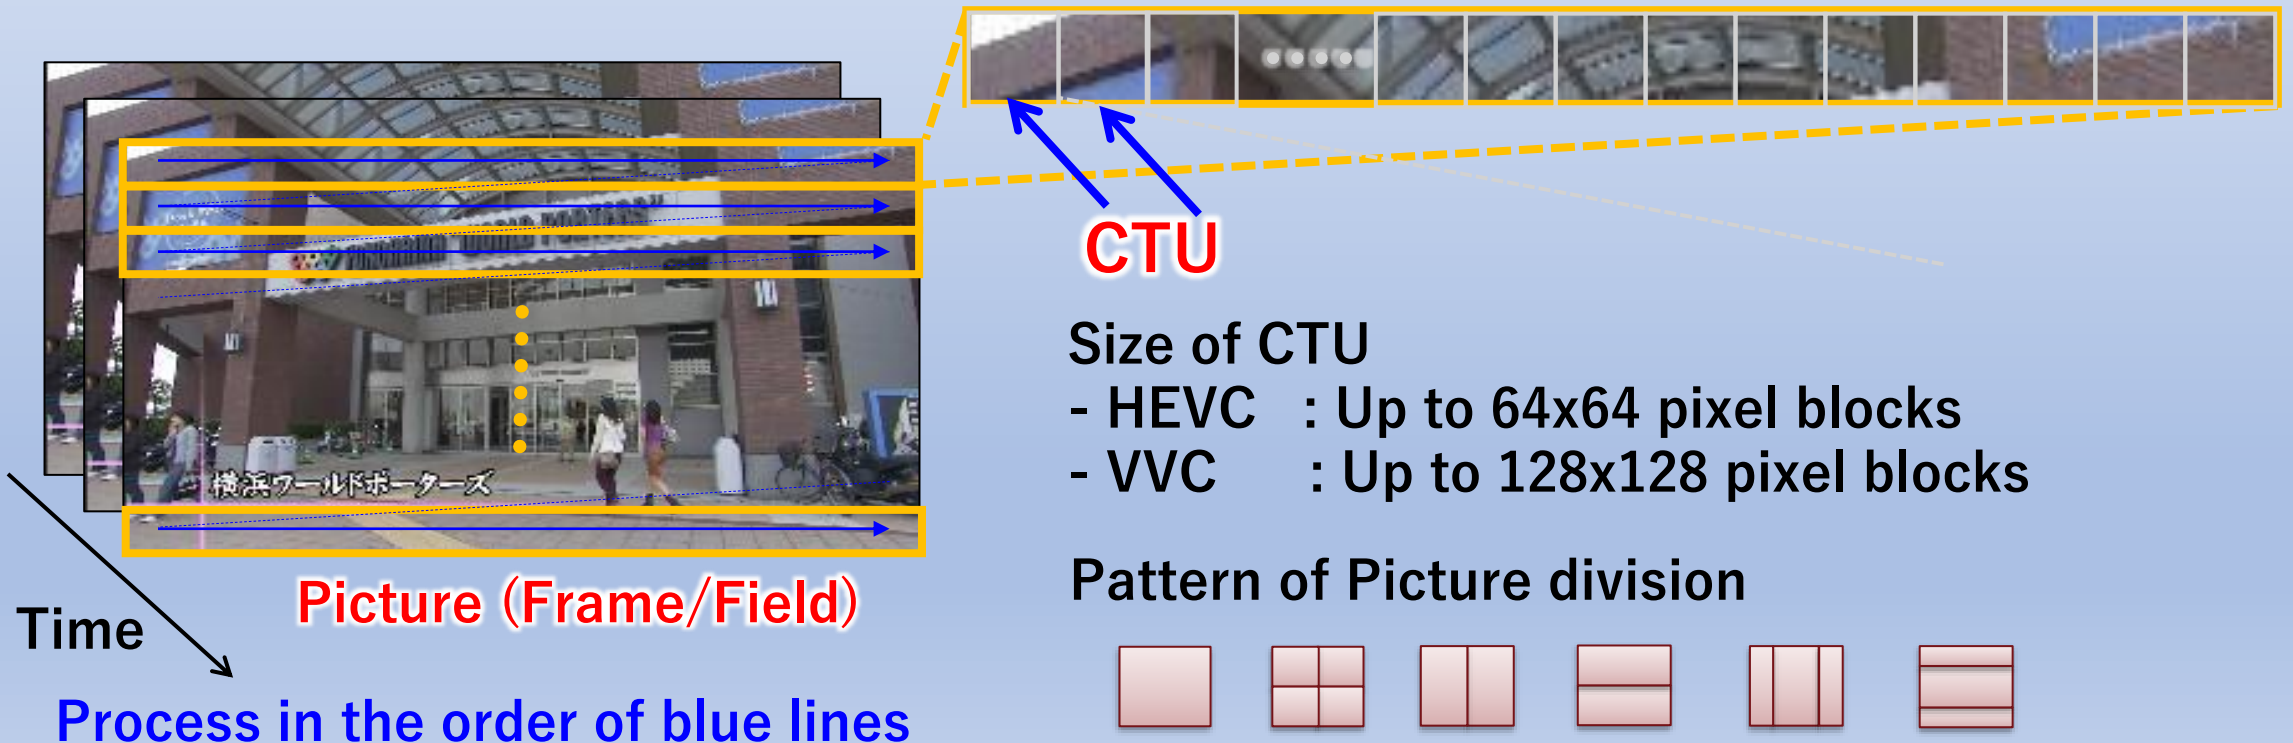 CTU
Size of CTU
- HEVC : Up to 64x64 pixel blocks
- VVC : Up to 128x128 pixel blocks
Pattern of Picture division
横浜ワールドポーターズ
Picture (Frame/Field)
Time
Process in the order of blue lines